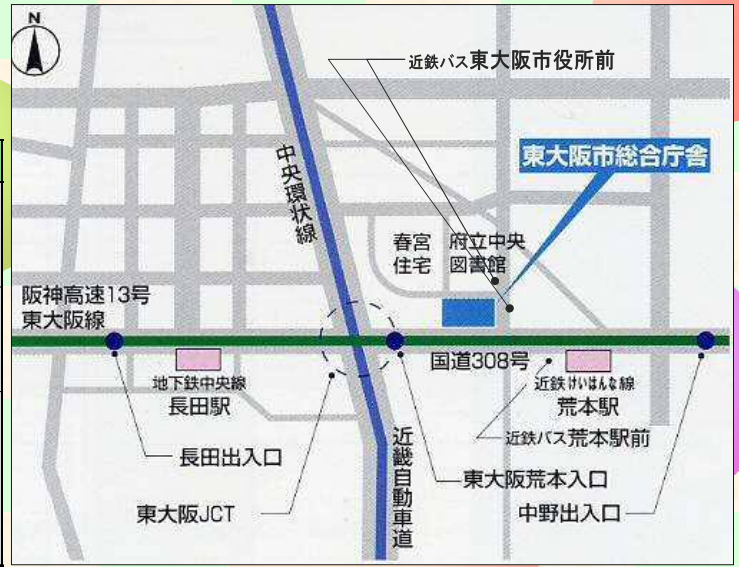 N
近鉄バス東大阪市役所前
東大阪市総合庁舎
中央環状線
春宮
住宅
府立中央
図書館
阪神高速13号
東大阪線
国道308号
地下鉄中央線
長田駅
近鉄けいはんな線
荒本駅
近鉄バス荒本駅前
長田出入口
近畿自動車道
東大阪荒本入口
東大阪JCT
中野出入口